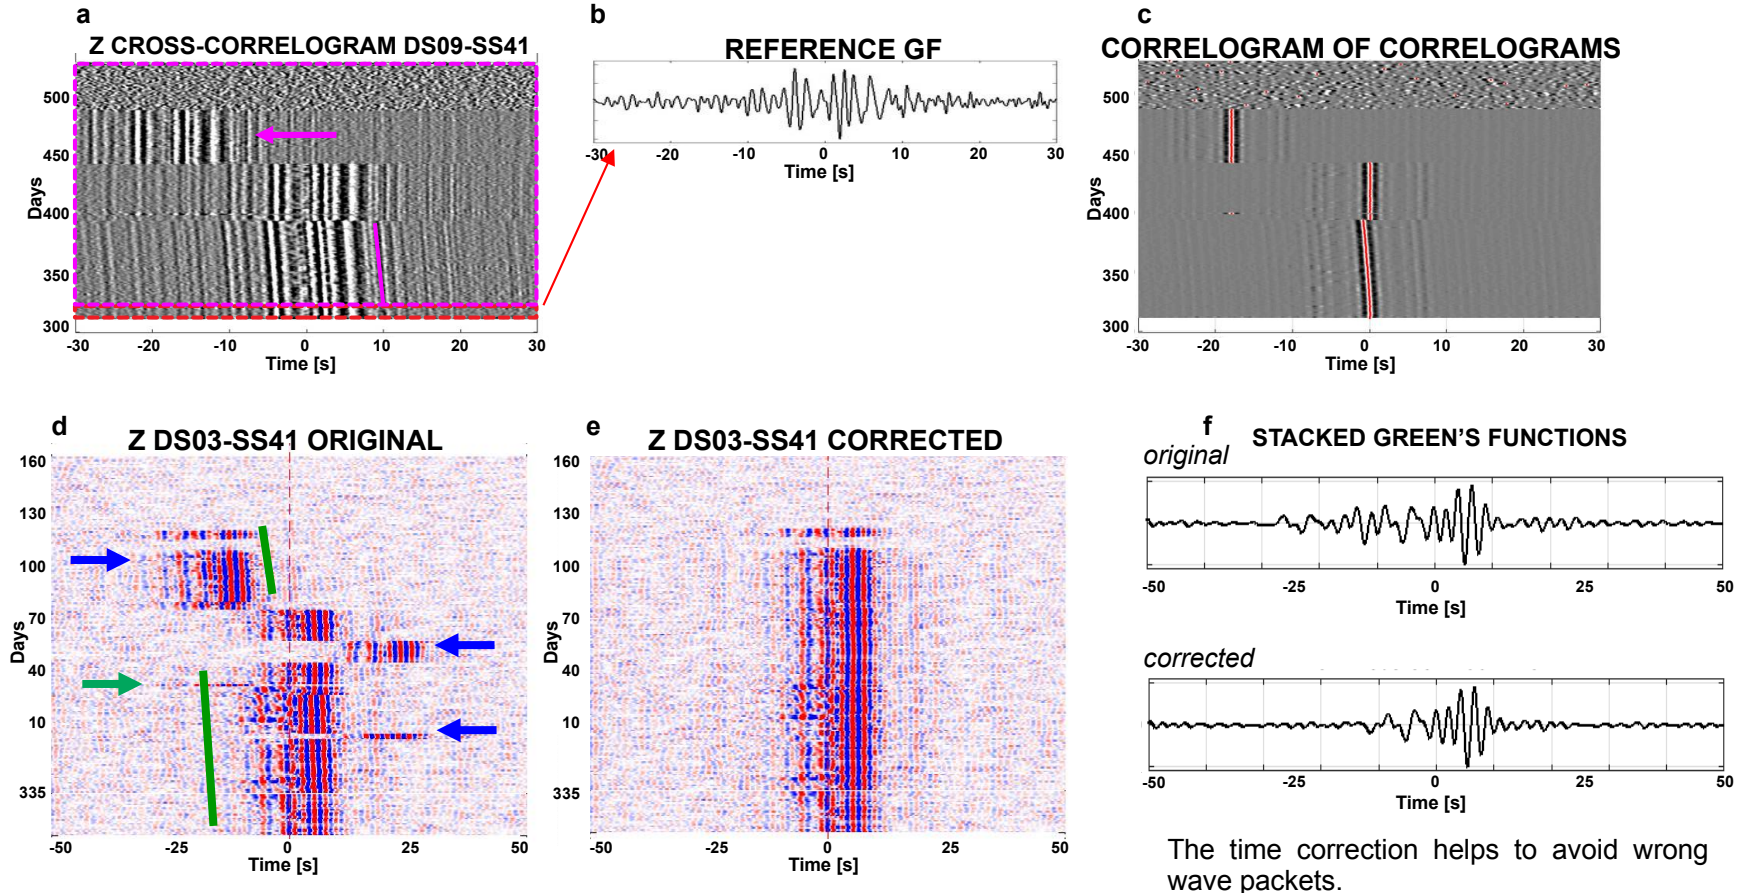 a
Z CROSS-CORRELOGRAM DS09-SS41
500
450
400
350
300
Days
-30 -20 -10 0 10 20 30
Time [s]
b
REFERENCE GF
-30 -20 -10 0 10 20 30
Time [s]
c
CORRELOGRAM OF CORRELOGRAMS
500
450
400
350
300
Days
-30 -20 -10 0 10 20 30
Time [s]
d
Z DS03-SS41 ORIGINAL
160
130
100
70
40
10
335
Days
-50 -25 0 25 50
Time [s]
e
Z DS03-SS41 CORRECTED
160
130
100
70
40
10
335
Days
-50 -25 0 25 50
Time [s]
f
STACKED GREEN'S FUNCTIONS
original
-50 -25 0 25 50
Time [s]
corrected
-50 -25 0 25 50
Time [s]
The time correction helps to avoid wrong
wave packets.